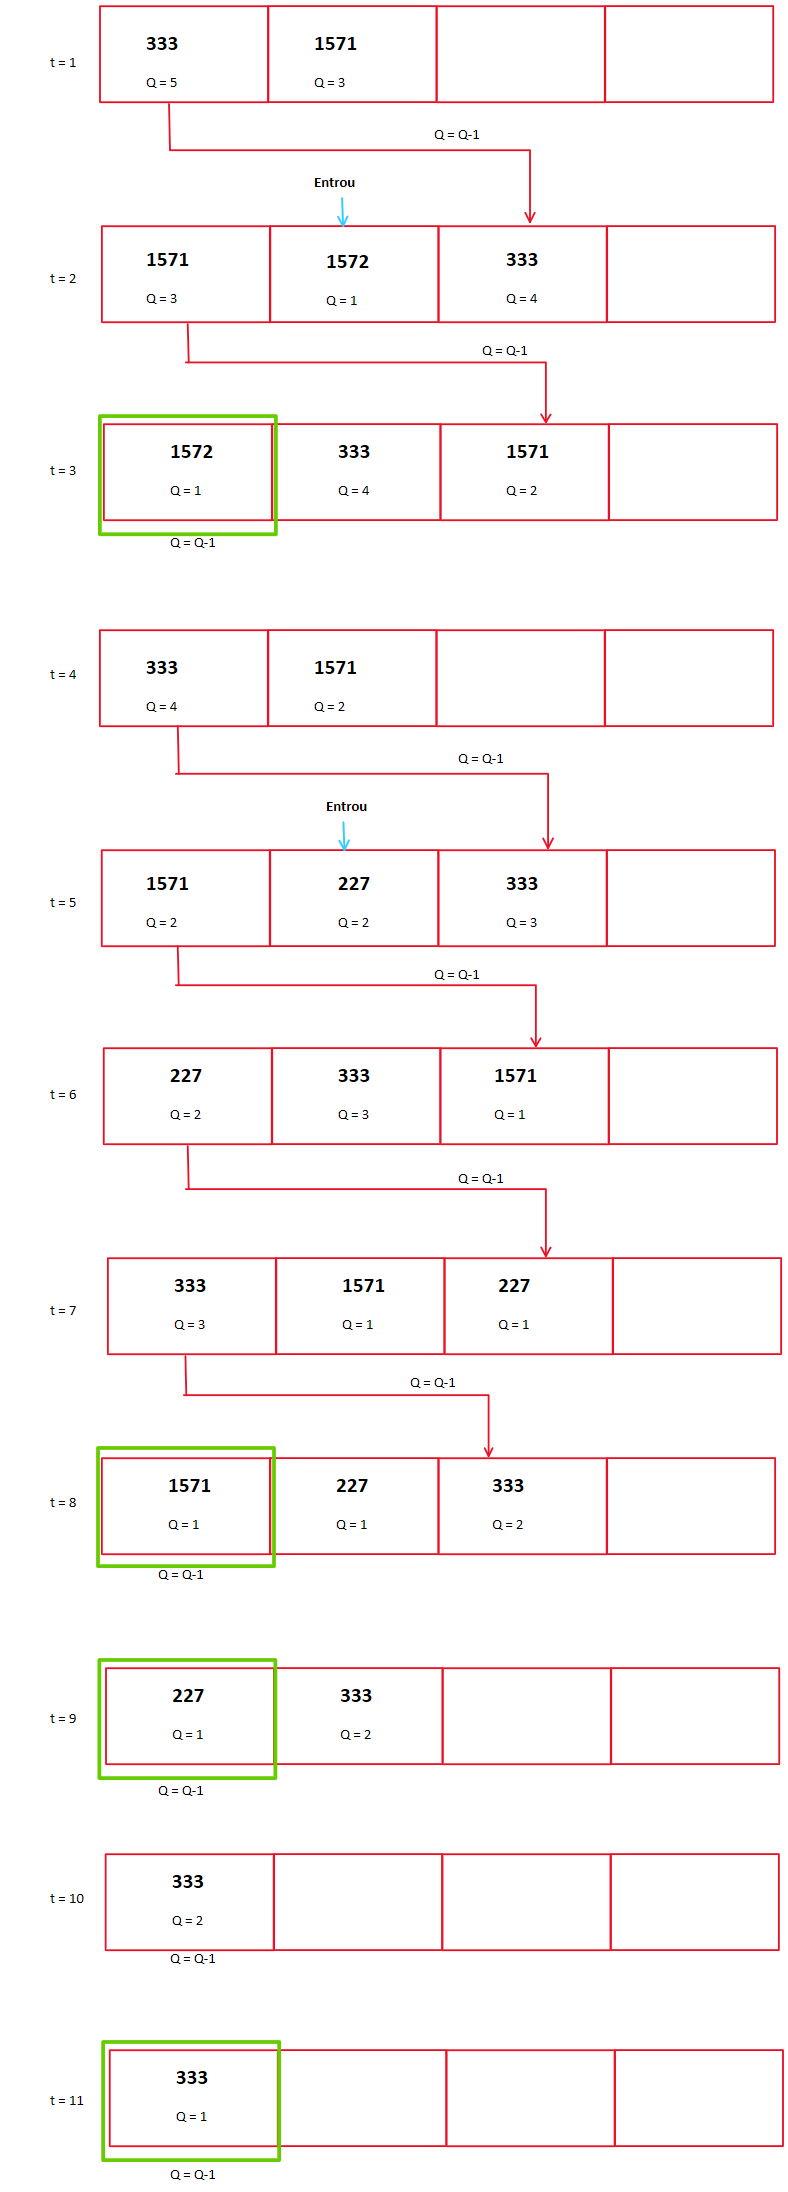 333 1571
t = 1
Q = 5 Q = 3
Q = Q-1
Entrou
1571 1572 333
t = 2
Q = 3 Q = 1 Q = 4
Q = Q-1
1572 333 1571
t = 3
Q = 1 Q = 4 Q = 2
Q = Q-1
333 1571
t = 4
Q = 4 Q = 2
Q = Q-1
Entrou
1571 227 333
t = 5
Q = 2 Q = 2 Q = 3
Q = Q-1
227 333 1571
t = 6
Q = 2 Q = 3 Q = 1
Q = Q-1
333 1571 227
t = 7
Q = 3 Q = 1 Q = 1
Q = Q-1
1571 227 333
t = 8
Q = 1 Q = 1 Q = 2
Q = Q-1
227 333
t = 9
Q = 1 Q = 2
Q = Q-1
333
t = 10
Q = 2
Q = Q-1
333
t = 11
Q = 1
Q = Q-1